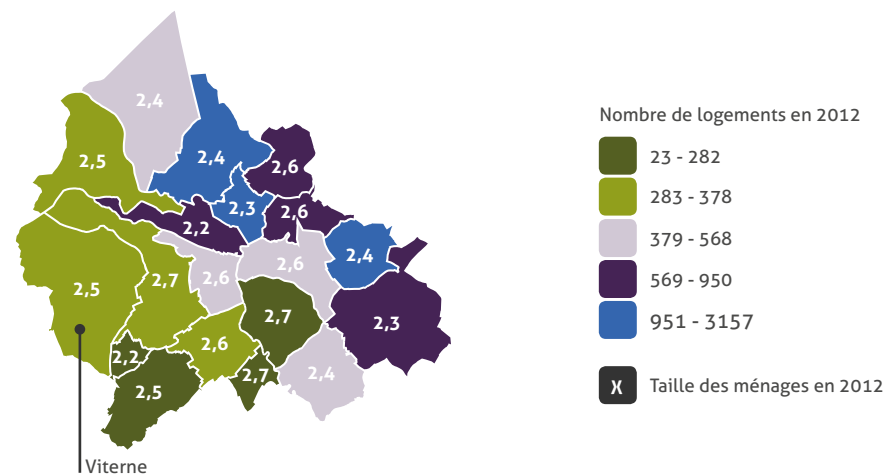 2,4
2,5
2,4
2,6
2,3
2,6
2,2
2,4
2,6
2,6
2,7
2,5
2,7
2,3
2,6
2,2
2,7
2,4
2,5
Viterne
Nombre de logements en 2012
23 - 282
283 - 378
379 - 568
569 - 950
951 - 3157
X Taille des ménages en 2012